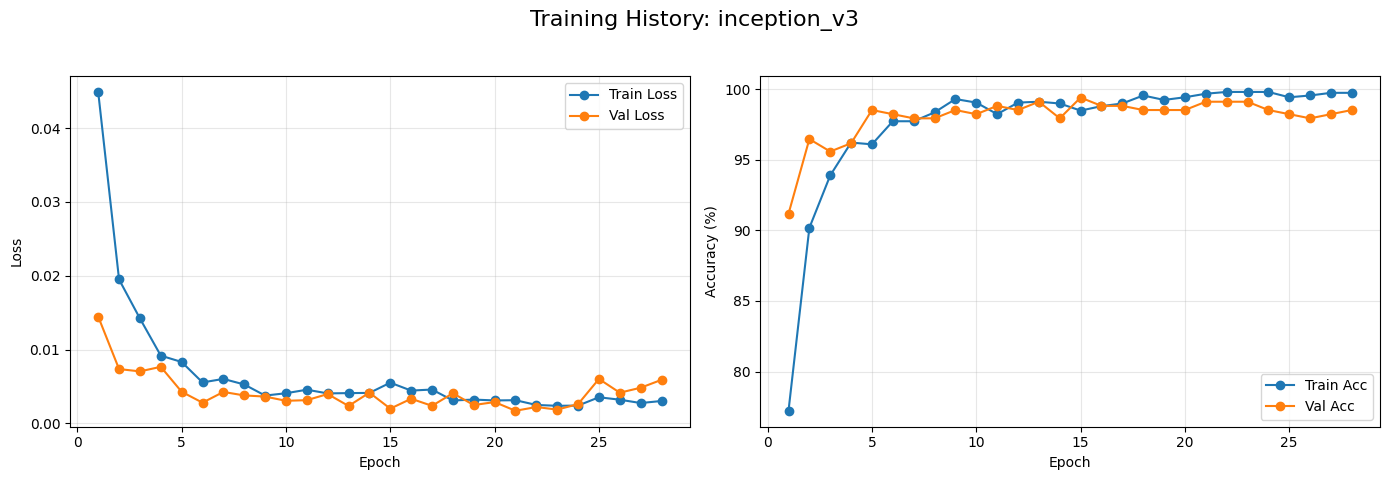 Training History: inception_v3
Train Loss
Val Loss
0.04
0.03
0.02
0.01
0.00
Loss
0 5 10 15 20 25
Epoch
100
95
90
85
80
Accuracy (%)
Train Acc
Val Acc
0 5 10 15 20 25
Epoch